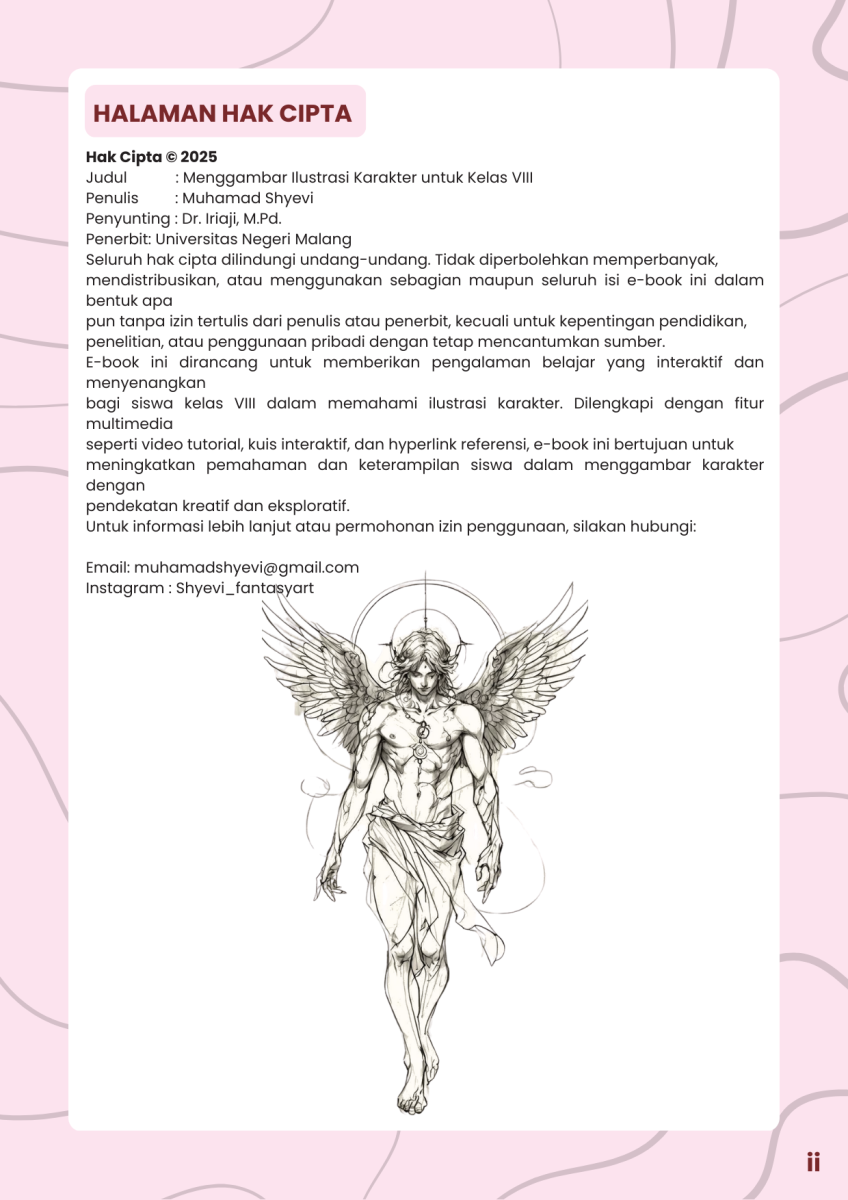 HALAMAN HAK CIPTA
Hak Cipta © 2025
Judul : Menggambar Ilustrasi Karakter untuk Kelas VIII
Penulis : Muhamad Shyevi
Penyunting : Dr. Iriaji, M.Pd.
Penerbit: Universitas Negeri Malang
Seluruh hak cipta dilindungi undang-undang. Tidak diperbolehkan memperbanyak,
mendistribusikan, atau menggunakan sebagian maupun seluruh isi e-book ini dalam
bentuk apa
pun tanpa izin tertulis dari penulis atau penerbit, kecuali untuk kepentingan pendidikan,
penelitian, atau penggunaan pribadi dengan tetap mencantumkan sumber.
E-book ini dirancang untuk memberikan pengalaman belajar yang interaktif dan
menyenangkan
bagi siswa kelas VIII dalam memahami ilustrasi karakter. Dilengkapi dengan fitur
multimedia
seperti video tutorial, kuis interaktif, dan hyperlink referensi, e-book ini bertujuan untuk
meningkatkan pemahaman dan keterampilan siswa dalam menggambar karakter
dengan
pendekatan kreatif dan eksploratif.
Untuk informasi lebih lanjut atau permohonan izin penggunaan, silakan hubungi:
Email: muhamadshyevi@gmail.com
Instagram : Shyevi_fantasyart
ii